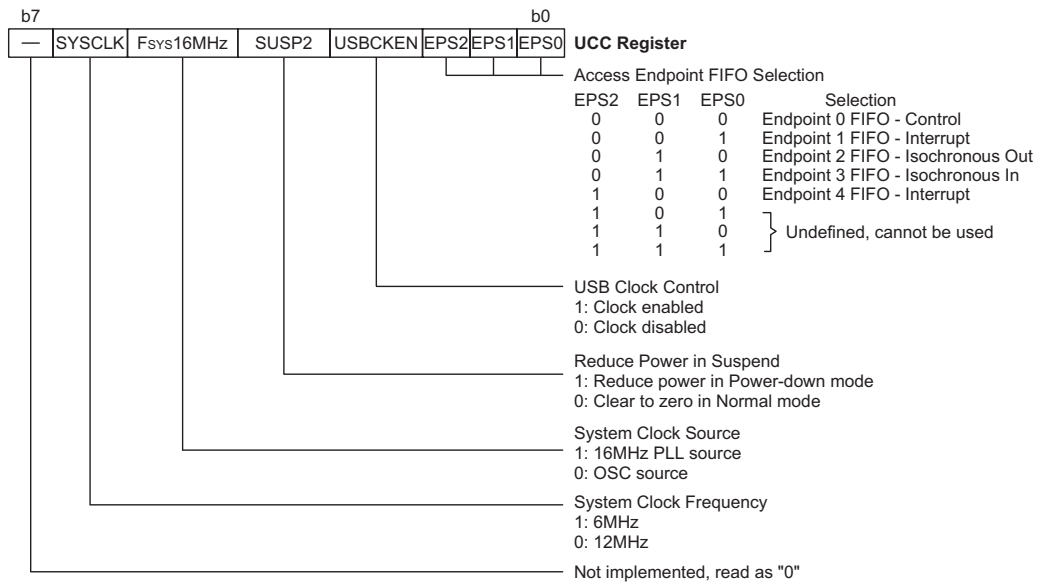 b7 b0
— SYSCLK FSYS16MHz SUSP2 USBCKEN EPS2 EPS1 EPS0 UCC Register
Access Endpoint FIFO Selection
EPS2 EPS1 EPS0 Selection
0 0 0 Endpoint 0 FIFO - Control
0 0 1 Endpoint 1 FIFO - Interrupt
0 1 0 Endpoint 2 FIFO - Isochronous Out
0 1 1 Endpoint 3 FIFO - Isochronous In
1 0 0 Endpoint 4 FIFO - Interrupt
1 0 1
1 1 0 Undefined, cannot be used
1 1 1
USB Clock Control
1: Clock enabled
0: Clock disabled
Reduce Power in Suspend
1: Reduce power in Power-down mode
0: Clear to zero in Normal mode
System Clock Source
1: 16MHz PLL source
0: OSC source
System Clock Frequency
1: 6MHz
0: 12MHz
Not implemented, read as "0"